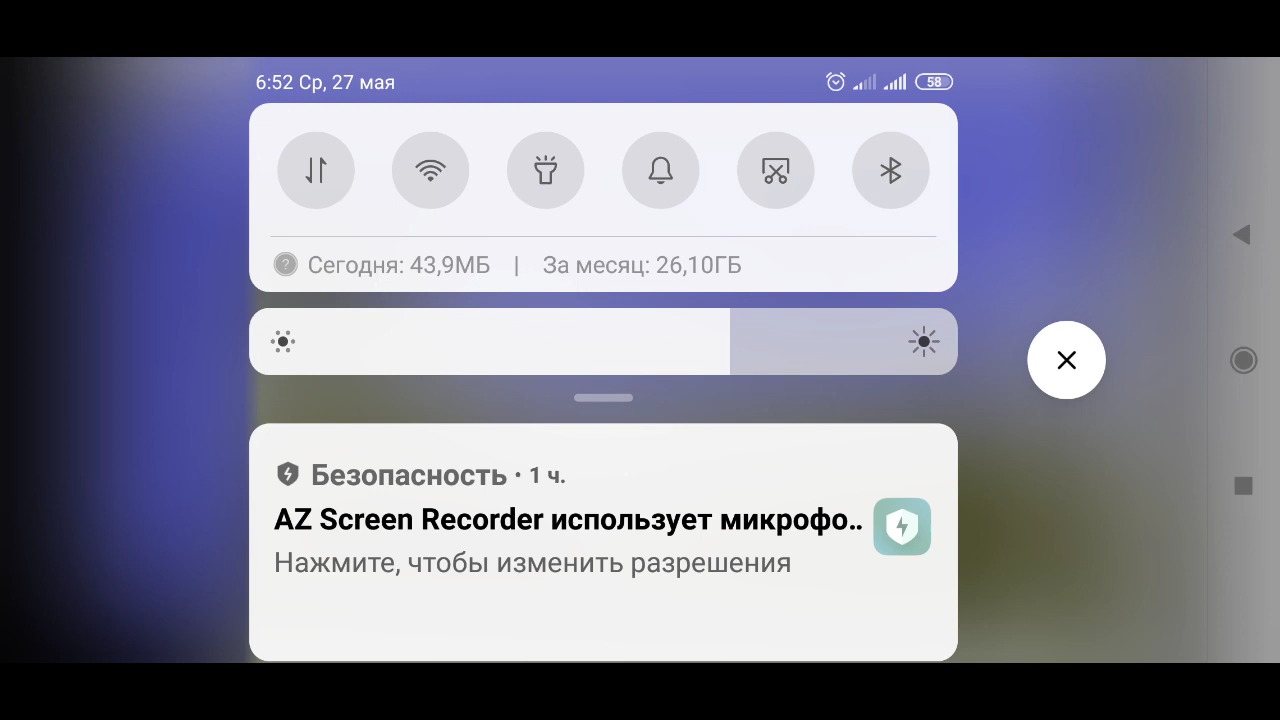 6:52 Ср, 27 мая
58
Сегодня: 43,9МБ | За месяц: 26,10ГБ
Безопасность · 1 ч.
AZ Screen Recorder использует микрофо..
Нажмите, чтобы изменить разрешения